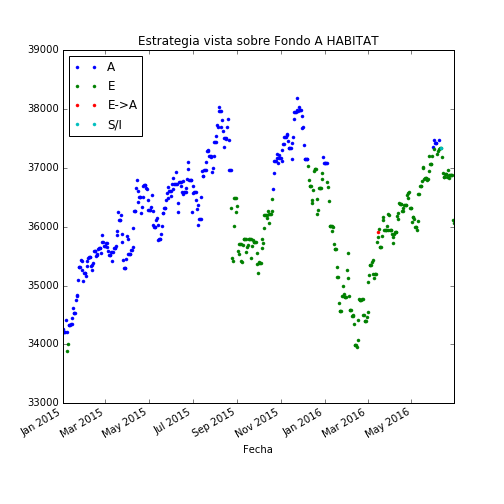 Estrategia vista sobre Fondo A HABITAT
39000
38000
37000
36000
35000
34000
33000
A
E
E->A
S/I
Jan 2015
Mar 2015
May 2015
Jul 2015
Sep 2015
Nov 2015
Jan 2016
Mar 2016
May 2016
Fecha